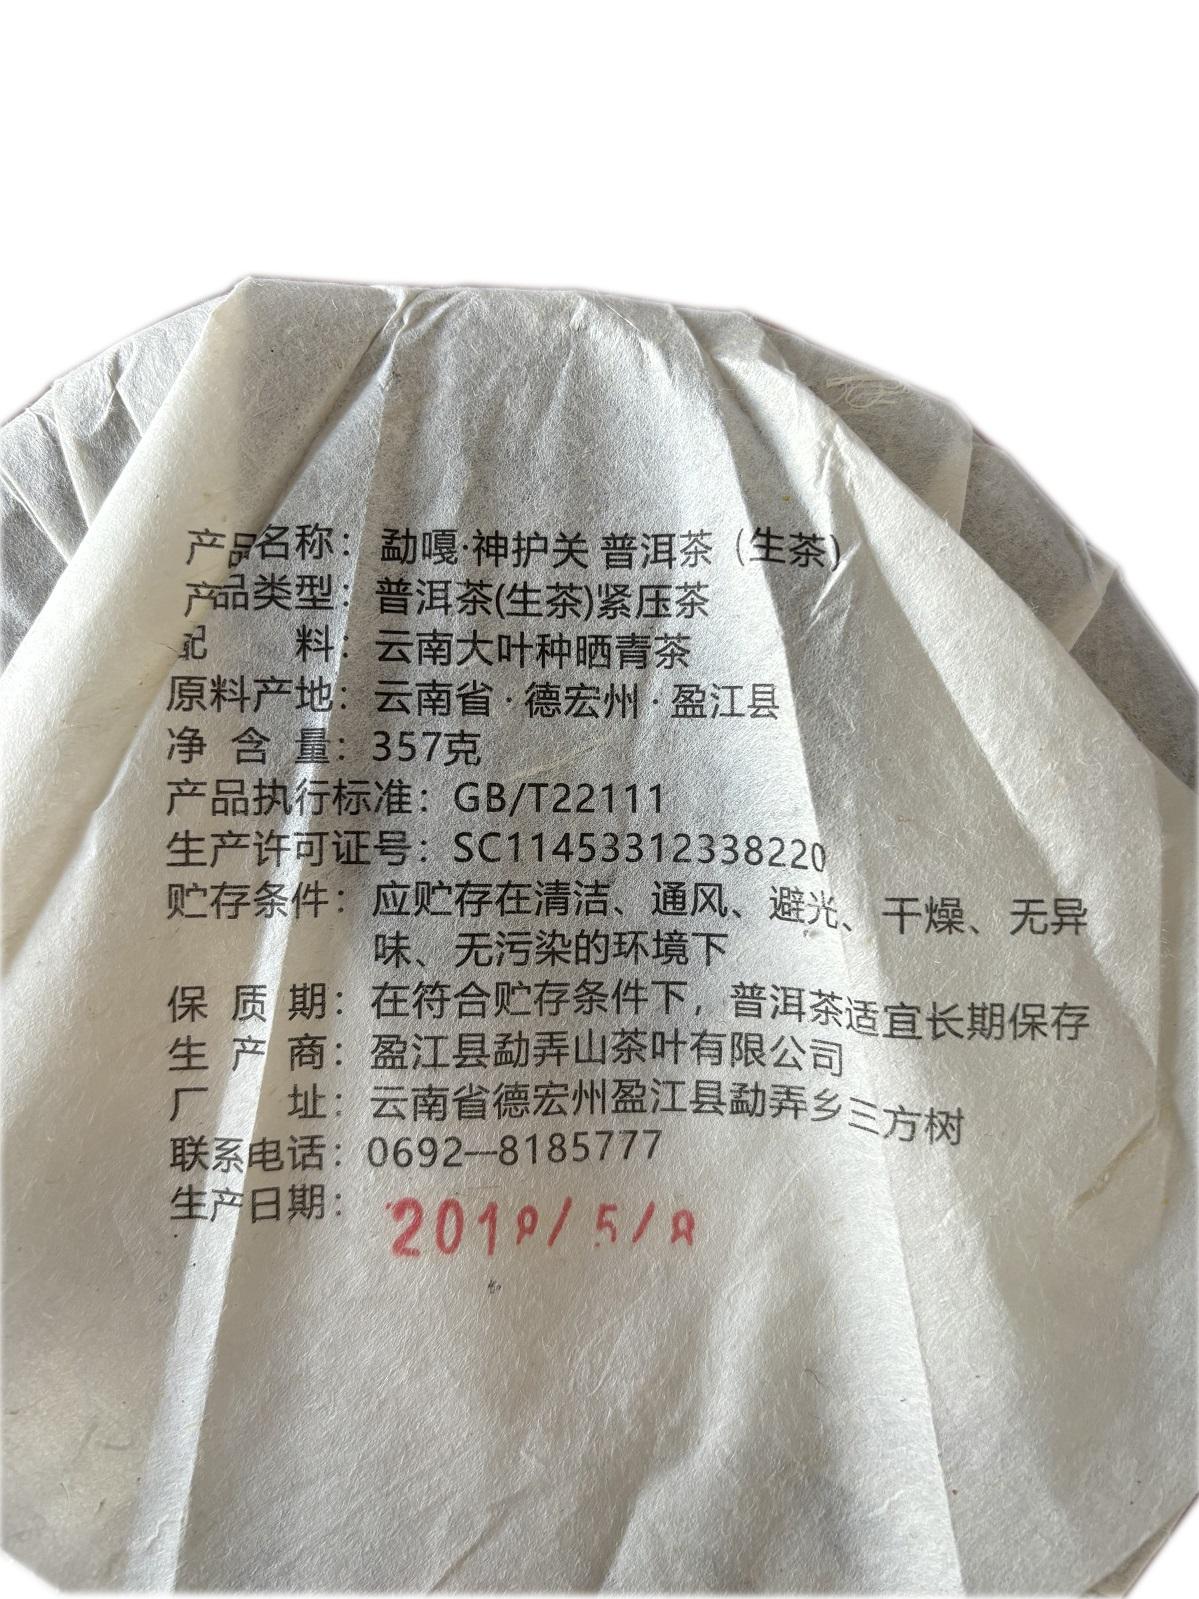 产品名称：勐嘎·神护关 普洱茶（生茶）
产品类型：普洱茶(生茶)紧压茶
配料：云南大叶种晒青茶
原料产地：云南省·德宏州·盈江县
净含量：357克
产品执行标准：GB/T22111
生产许可证号：SC11453312338220
贮存条件：应贮存在清洁、通风、避光、干燥、无异
味、无污染的环境下
保质期：在符合贮存条件下，普洱茶适宜长期保存
生产商：盈江县勐弄山茶叶有限公司
厂址：云南省德宏州盈江县勐弄乡三方树
联系电话：0692—8185777
生产日期：